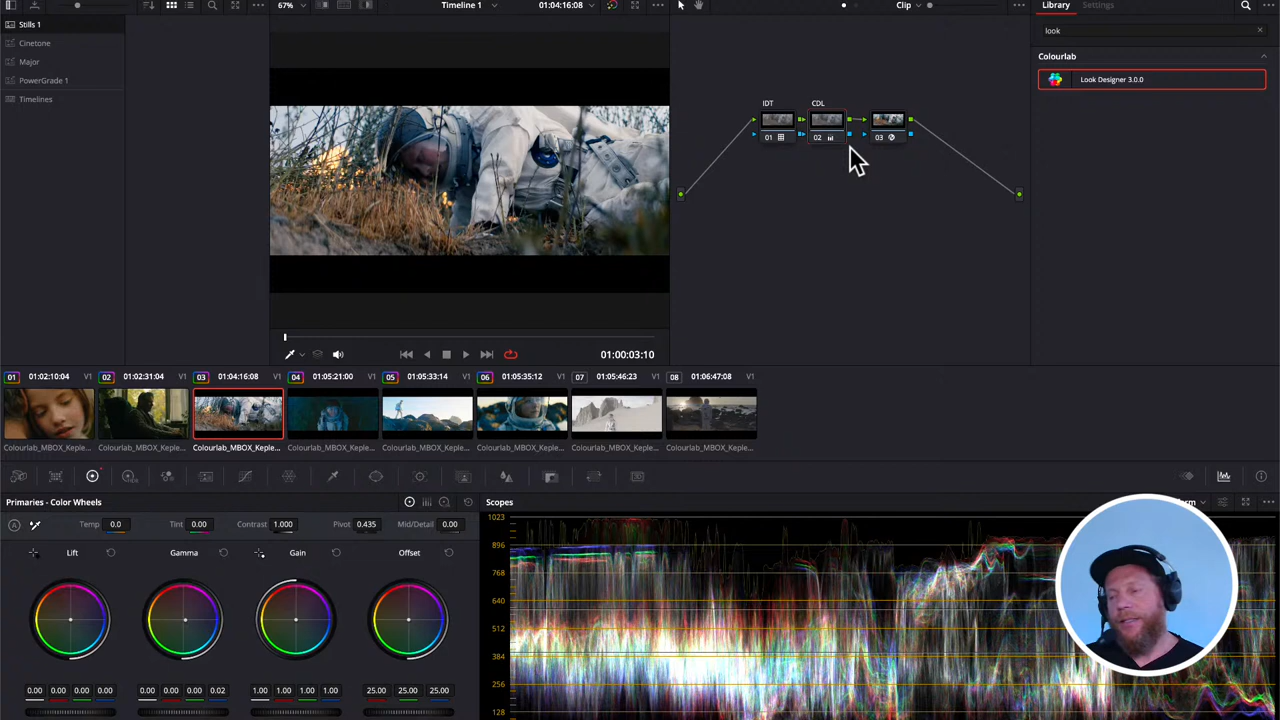 67%
Timeline 1
01:04:16:08
Clip
Library
Settings
Stills 1
Cinetone
Major
PowerGrade 1
Timelines
look
Colourlab
Look Designer 3.0.0
IDT
CDL
01
02
03
01:00:03:10
01 01:02:10:04 V1
02 01:02:31:04 V1
03 01:04:16:08 V1
04 01:05:21:00 V1
05 01:05:33:14 V1
06 01:05:35:12 V1
07 01:05:46:23 V1
08 01:06:47:08 V1
Colourlab_MBOX_Keple...
Colourlab_MBOX_Keple...
Colourlab_MBOX_Keple...
Colourlab_MBOX_Keple...
Colourlab_MBOX_Keple...
Colourlab_MBOX_Keple...
Colourlab_MBOX_Keple...
Colourlab_MBOX_Keple...
Primaries - Color Wheels
Scopes
Temp 0.0
Tint 0.00
Contrast 1.000
Pivot 0.435
Mid/Detail 0.00
Lift
Gamma
Gain
Offset
0.00 0.00 0.00 0.00
0.00 0.00 0.00 0.02
1.00 1.00 1.00 1.00
25.00 25.00 25.00
1023
896
768
640
512
384
256
128